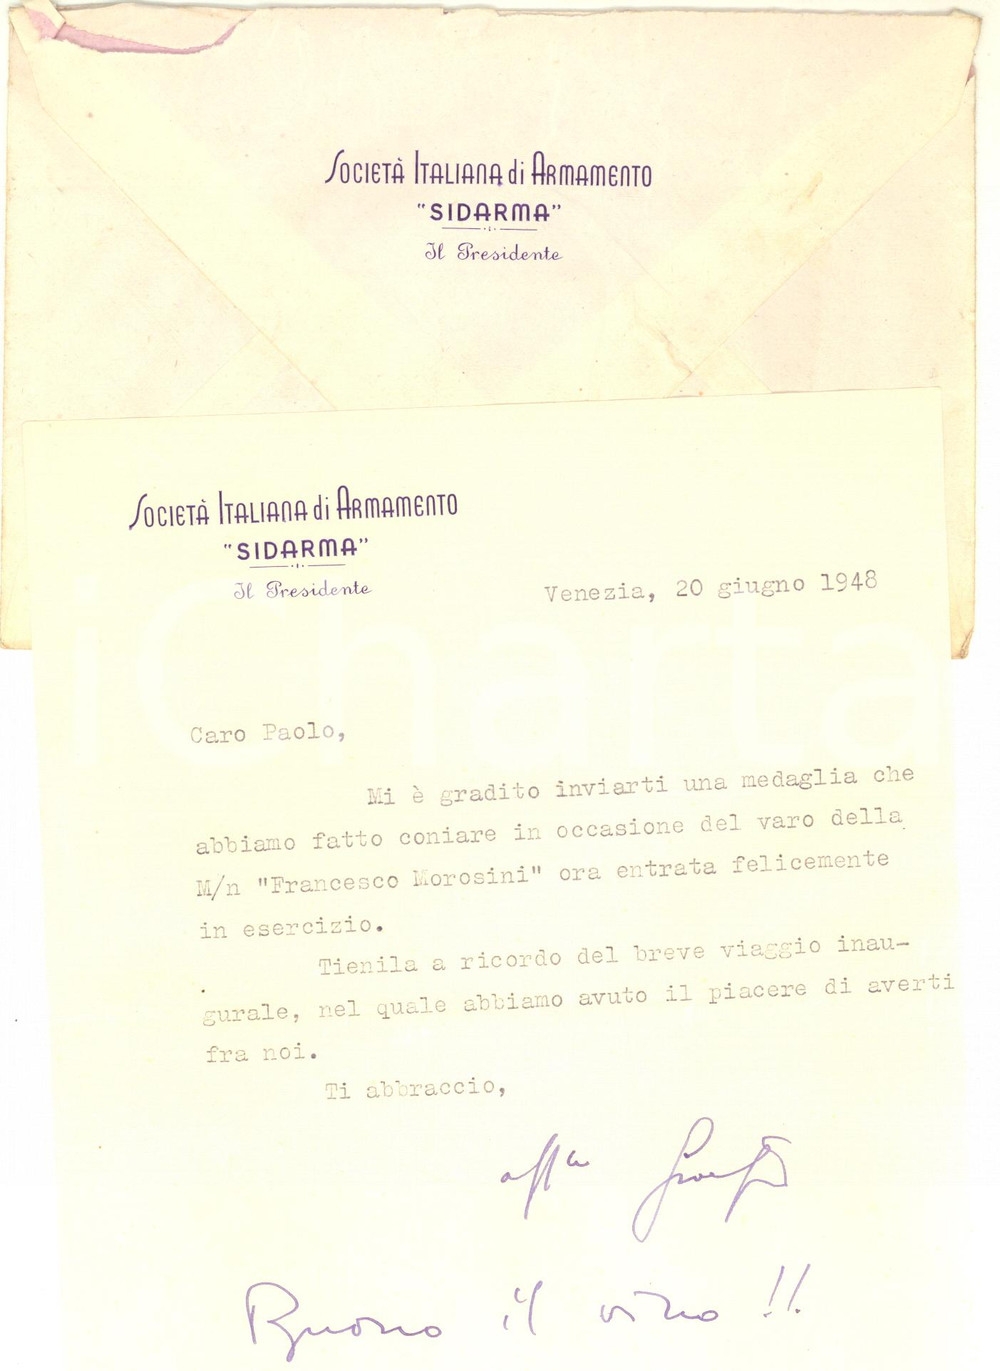 SOCIETÀ ITALIANA di ARMAMENTO
"SIDARMA"
Il Presidente
SOCIETÀ ITALIANA di ARMAMENTO
"SIDARMA"
Il Presidente
Venezia, 20 giugno 1948
Caro Paolo,
Mi è gradito inviarti una medaglia che
abbiamo fatto coniare in occasione del varo della
M/n "Francesco Morosini" ora entrata felicemente
in esercizio.
Tienila a ricordo del breve viaggio inau-
gurale, nel quale abbiamo avuto il piacere di averti
fra noi.
Ti abbraccio,
Buono il vino !!
iCharta